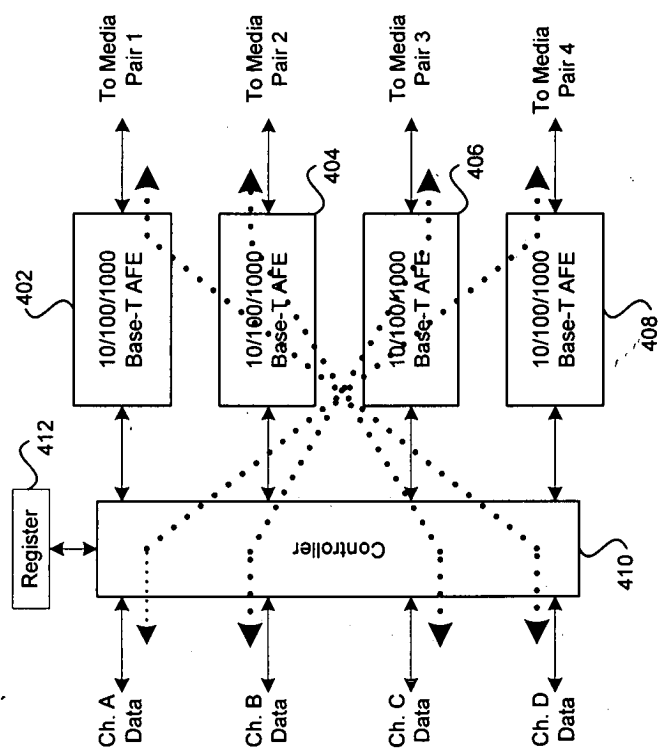 Register
412
Ch. A
Data
Ch. B
Data
Ch. C
Data
Ch. D
Data
Controller
410
402
10/100/1000
Base-T AFE
10/100/1000
Base-T AFE
404
10/100/1000
Base-T AFE
406
10/100/1000
Base-T AFE
408
To Media
Pair 1
To Media
Pair 2
To Media
Pair 3
To Media
Pair 4